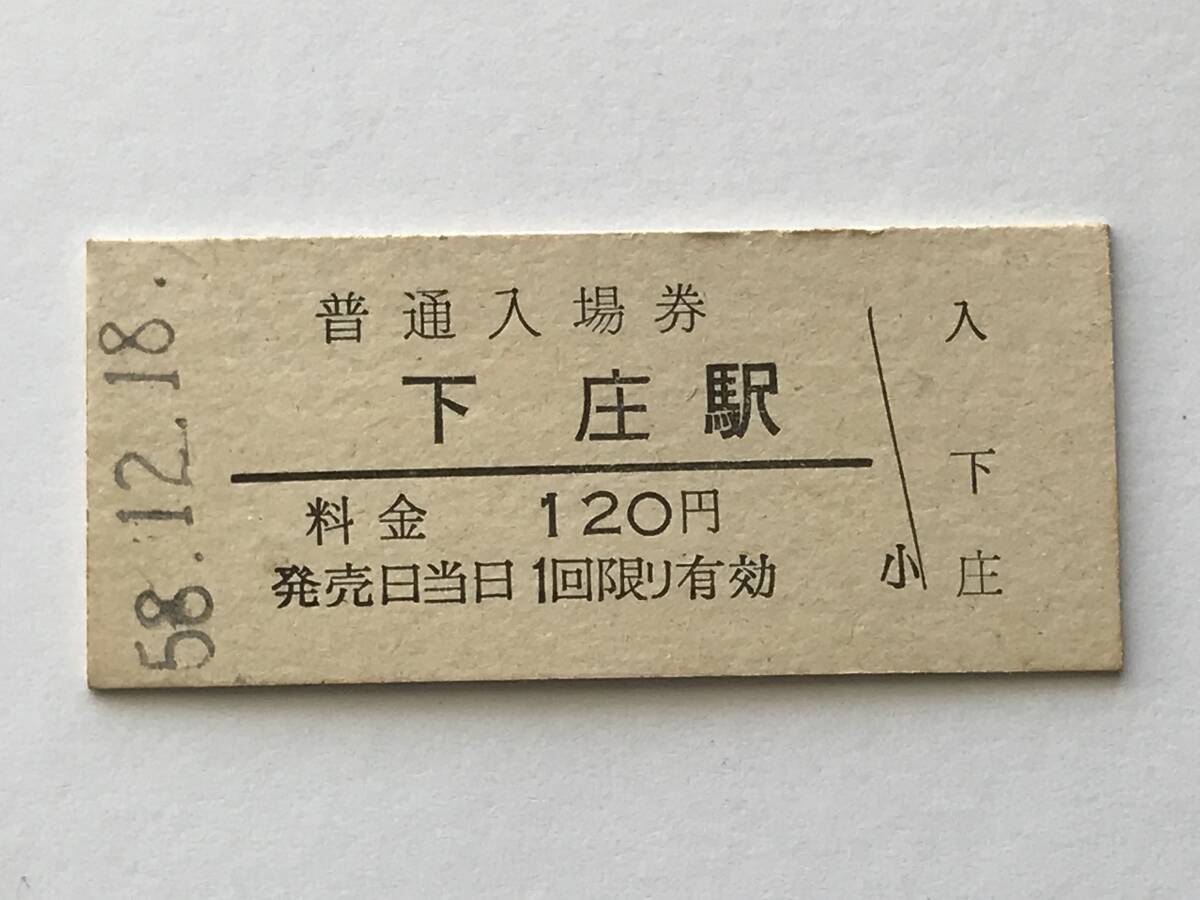 58.12.18.
普通入場券
下庄駅
料金 120円
発売日当日1回限り有効
小
入
下庄